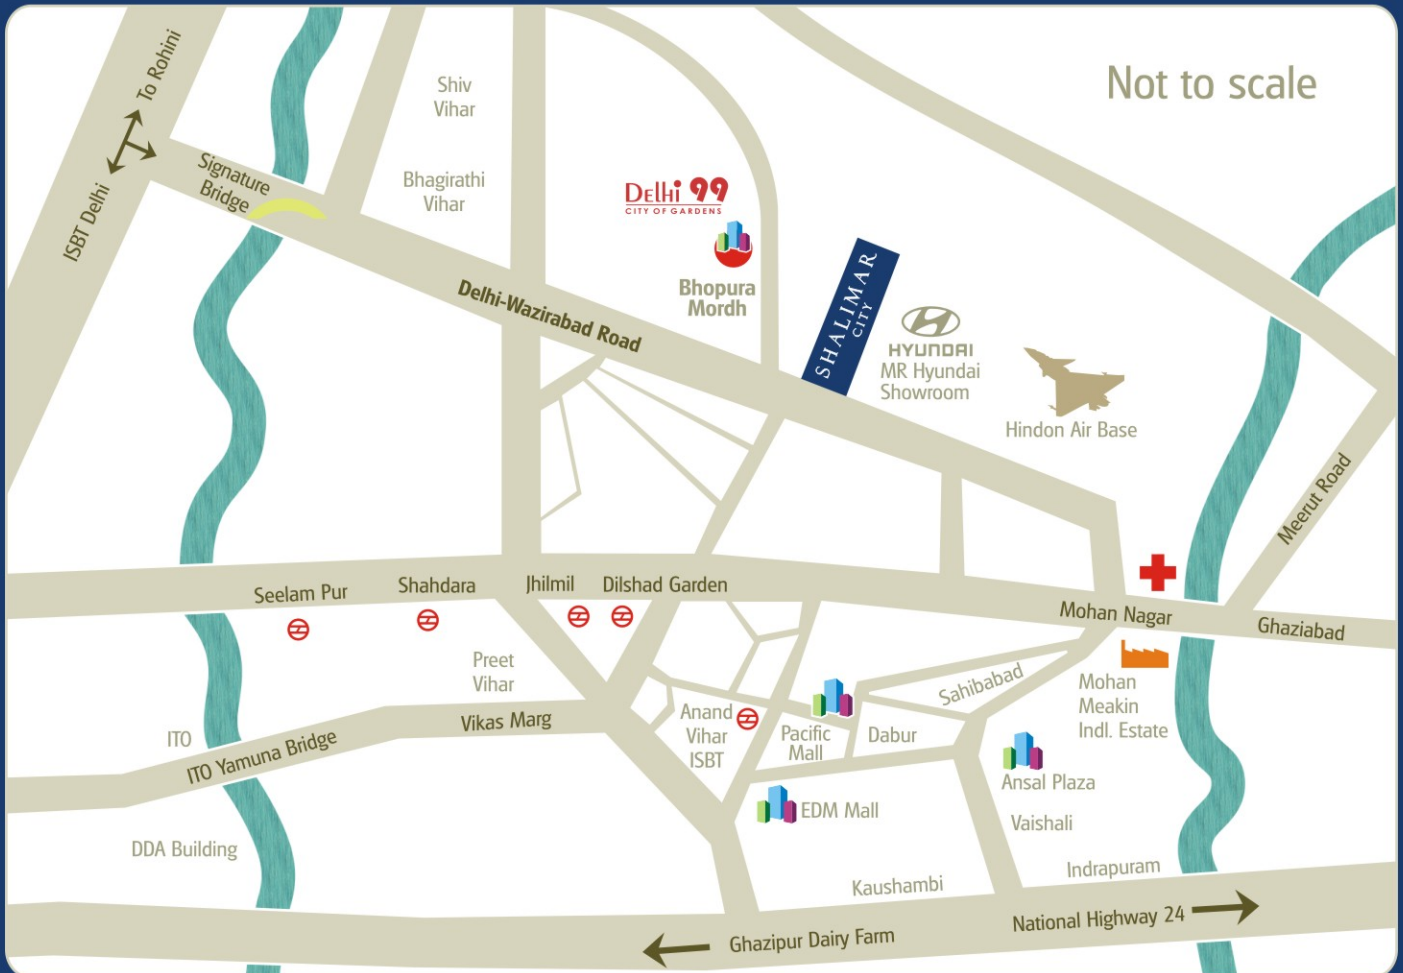 To Rohini
Not to scale
Shiv
Vihar
Signature
Bridge
Bhagirathi
Vihar
Delhi 99
CITY OF GARDENS
ISBT Delhi
Bhopura
Mordh
SHALIMAR
CITY
Delhi-Wazirabad Road
HYUNDAI
MR Hyundai
Showroom
Hindon Air Base
Meerut Road
Seelam Pur
Shahdara
Jhilmil
Dilshad Garden
Mohan Nagar
Ghaziabad
Preet
Vihar
Sahibabad
Mohan
Meakin
Indl. Estate
Vikas Marg
Anand
Vihar
ISBT
Pacific
Mall
Dabur
ITO
ITO Yamuna Bridge
Ansal Plaza
EDM Mall
Vaishali
DDA Building
Indrapuram
Kaushambi
National Highway 24
Ghazipur Dairy Farm